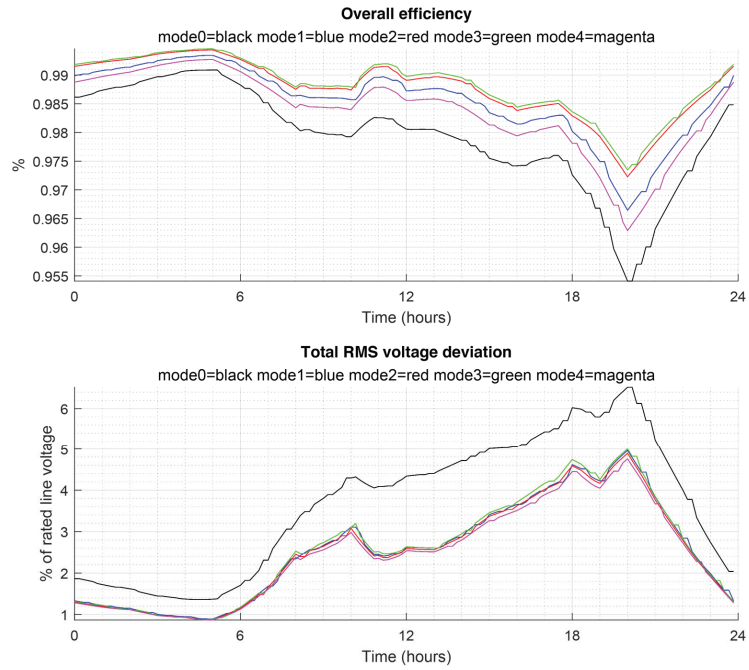 Overall efficiency
mode0=black mode1=blue mode2=red mode3=green mode4=magenta
%
0.99
0.985
0.98
0.975
0.97
0.965
0.96
0.955
0 6 12 18 24
Time (hours)
Total RMS voltage deviation
mode0=black mode1=blue mode2=red mode3=green mode4=magenta
% of rated line voltage
6
5
4
3
2
1
0 6 12 18 24
Time (hours)